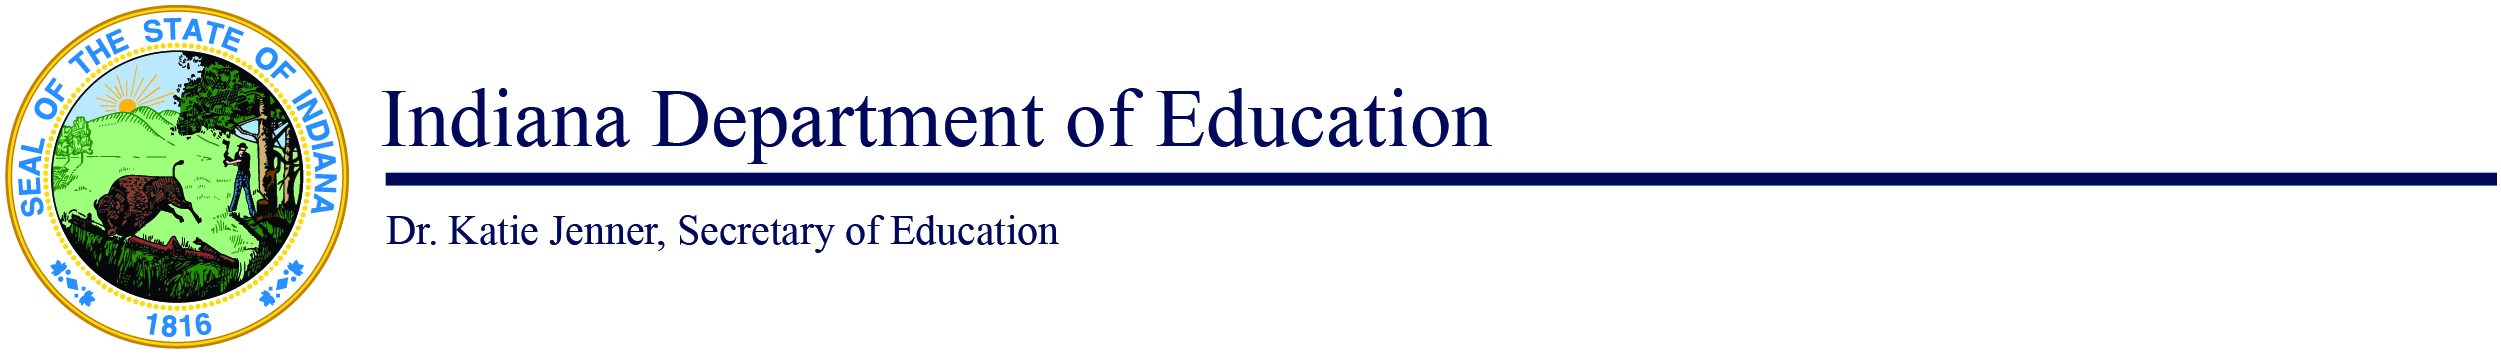 SEAL OF THE STATE OF INDIANA
1816
Indiana Department of Education
Dr. Katie Jenner, Secretary of Education